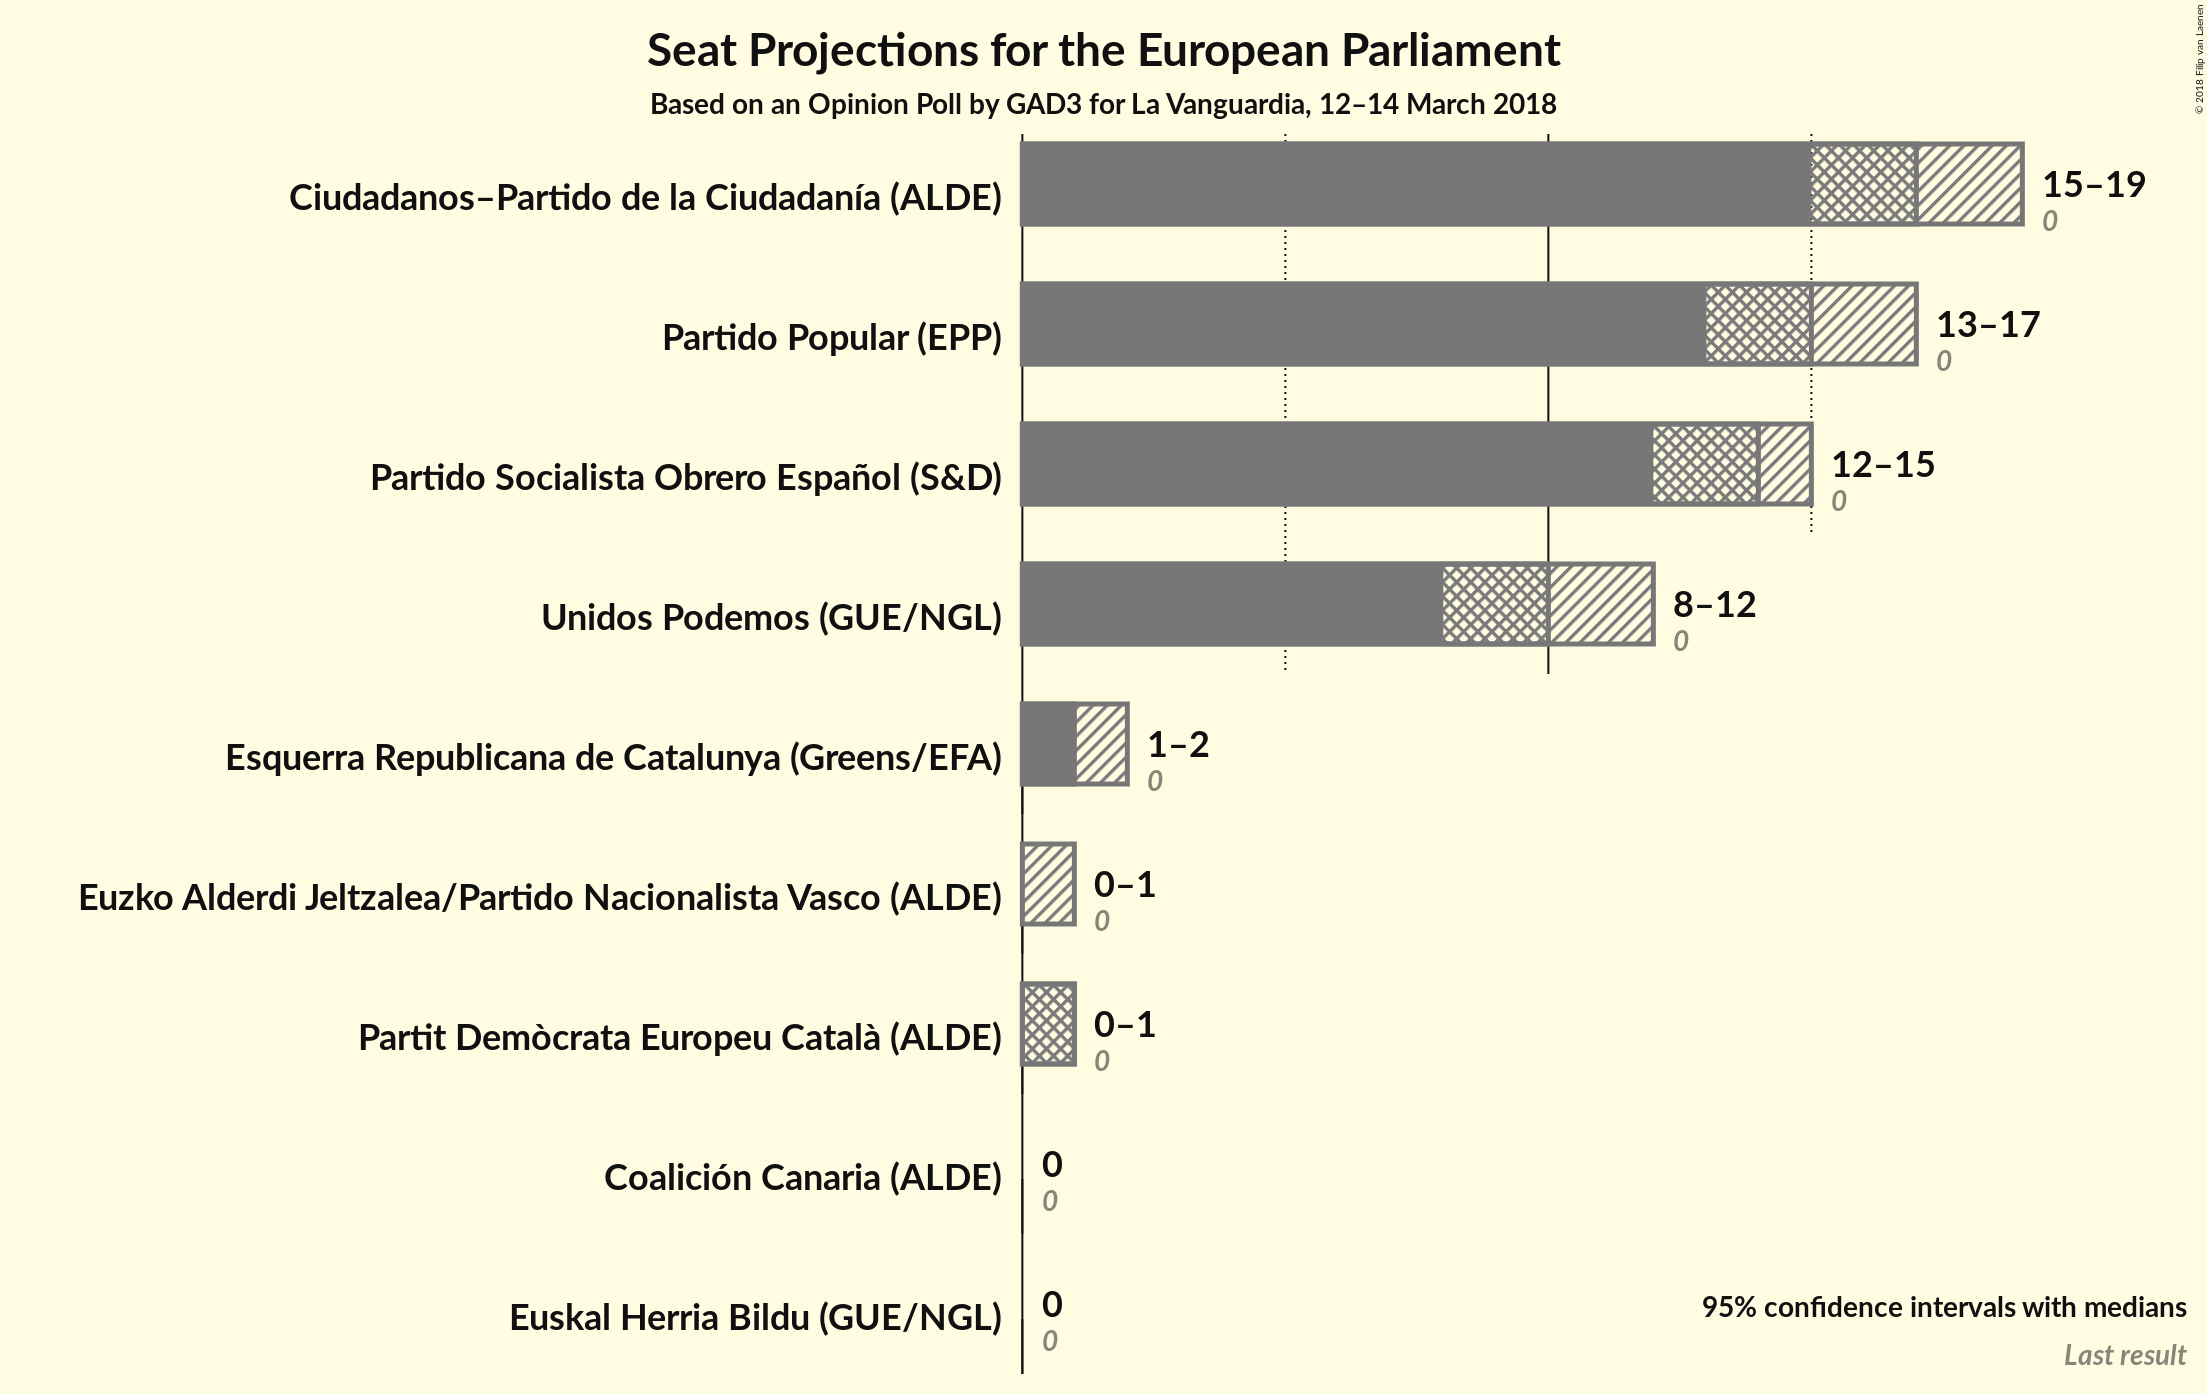 Seat Projections for the European Parliament
Based on an Opinion Poll by GAD3 for La Vanguardia, 12–14 March 2018
© 2018 Filip van Laenen
Ciudadanos–Partido de la Ciudadanía (ALDE)
15–19
0
Partido Popular (EPP)
13–17
0
Partido Socialista Obrero Español (S&D)
12–15
0
Unidos Podemos (GUE/NGL)
8–12
0
Esquerra Republicana de Catalunya (Greens/EFA)
1–2
0
Euzko Alderdi Jeltzalea/Partido Nacionalista Vasco (ALDE)
0–1
0
Partit Demòcrata Europeu Català (ALDE)
0–1
0
Coalición Canaria (ALDE)
0
0
Euskal Herria Bildu (GUE/NGL)
0
0
95% confidence intervals with medians
Last result